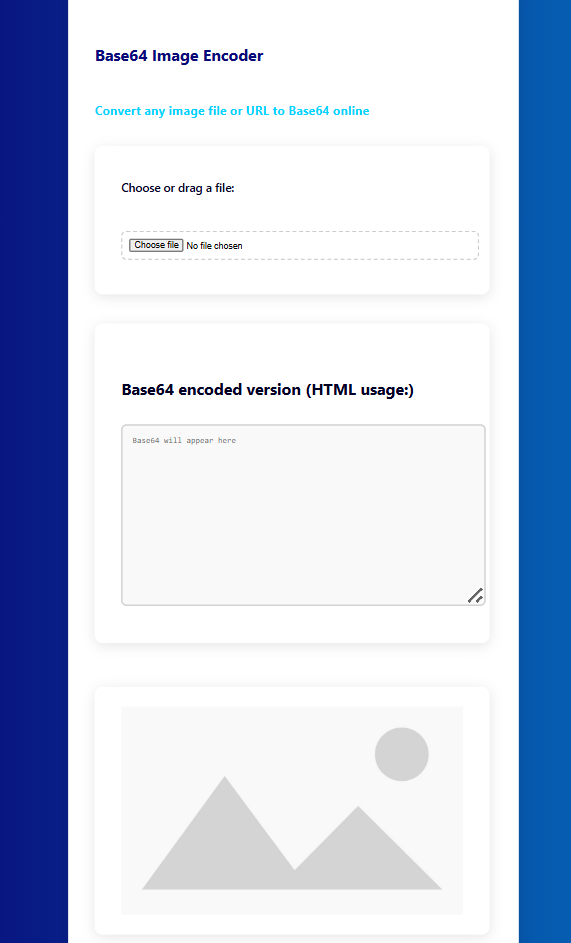 Base64 Image Encoder
Convert any image file or URL to Base64 online
Choose or drag a file:
Choose file No file chosen
Base64 encoded version (HTML usage:)
Base64 will appear here